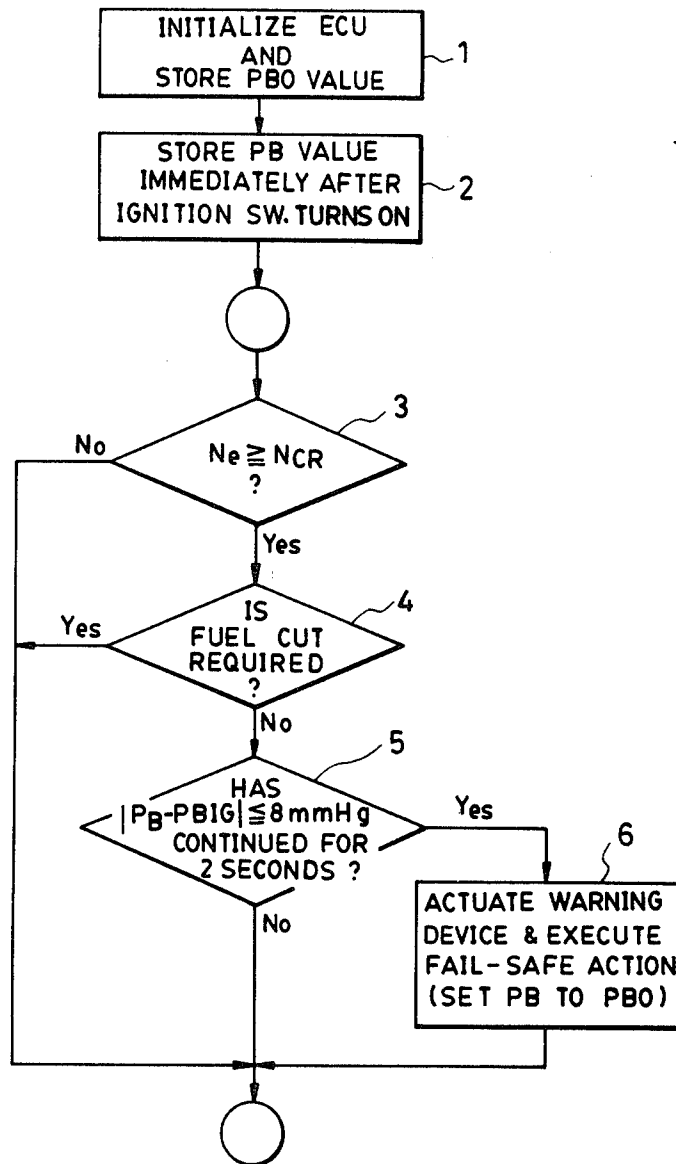 INITIALIZE ECU
AND
STORE PBO VALUE
1
STORE PB VALUE
IMMEDIATELY AFTER
IGNITION SW. TURNS ON
2
3
No
Ne ≧ NCR
?
Yes
4
Yes
IS
FUEL CUT
REQUIRED
?
No
5
HAS
|PB-PBIG| ≦ 8 mmHg
CONTINUED FOR
2 SECONDS ?
Yes
No
6
ACTUATE WARNING
DEVICE & EXECUTE
FAIL-SAFE ACTION
(SET PB TO PBO)